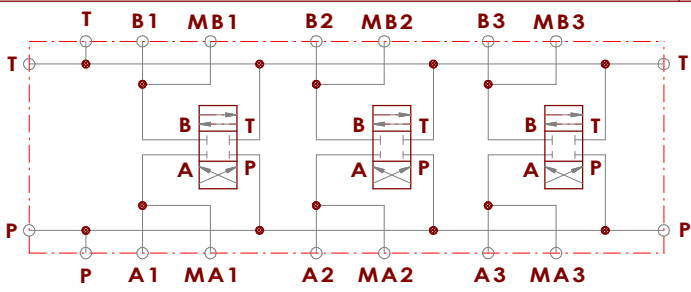 T B1 MB1 B2 MB2 B3 MB3
T T
B T B T B T
A P A P A P
P P
P A1 MA1 A2 MA2 A3 MA3